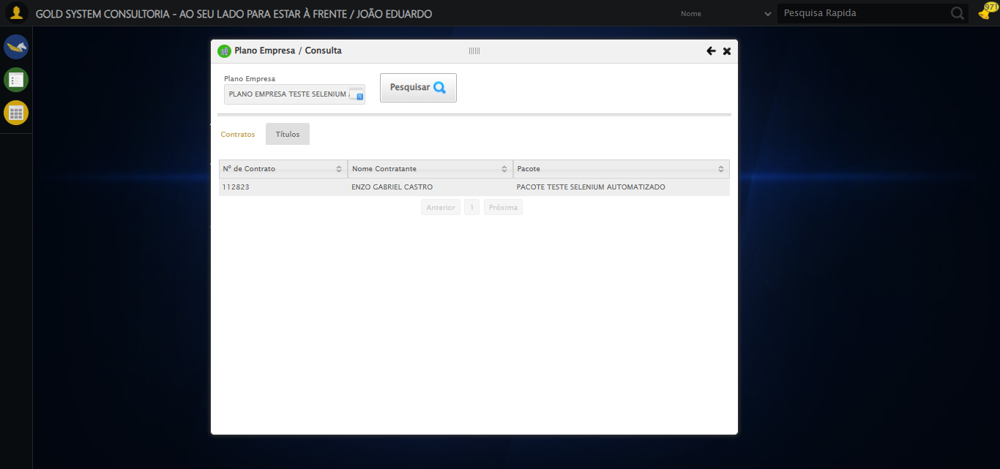 GOLD SYSTEM CONSULTORIA - AO SEU LADO PARA ESTAR À FRENTE / JOÃO EDUARDO
Nome
Pesquisa Rapida
971
Plano Empresa / Consulta
Plano Empresa
PLANO EMPRESA TESTE SELENIUM
Pesquisar
Contratos
Títulos
Nº de Contrato
Nome Contratante
Pacote
112823
ENZO GABRIEL CASTRO
PACOTE TESTE SELENIUM AUTOMATIZADO
Anterior
1
Próxima